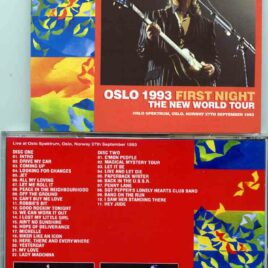 OSLO 1993 FIRST NIGHT
THE NEW WORLD TOUR
OSLO SPEKTRUM, OSLO, NORWAY 27TH SEPTEMBER 1993
Live at Oslo Spektrum, Oslo, Norway, 27th September 1993
DISC ONE
01. INTRO
02. DRIVE MY CAR
03. COMING UP
04. LOOKING FOR CHANGES
05. JET
06. ALL MY LOVING
07. LET ME ROLL IT
08. PEACE IN THE NEIGHBOURHOOD
09. OFF THE GROUND
10. CAN'T BUY ME LOVE
11. ROBBIE'S BIT
12. GOOD ROCKIN' TONIGHT
13. WE CAN WORK IT OUT
14. I LOST MY LITTLE GIRL
15. AIN'T NO SUNSHINE
16. HOPE OF DELIVERANCE
17. MICHELLE
18. BIKER LIKE AN ICON
19. HERE, THERE AND EVERYWHERE
20. YESTERDAY
21. MY LOVE
22. LADY MADONNA
DISC TWO
01. C'MON PEOPLE
02. MAGICAL MYSTERY TOUR
03. LET IT BE
04. LIVE AND LET DIE
05. PAPERBACK WRITER
06. BACK IN THE U.S.S.R.
07. PENNY LANE
08. SGT PEPPER'S LONELY HEARTS CLUB BAND
09. BAND ON THE RUN
10. I SAW HER STANDING THERE
11. HEY JUDE